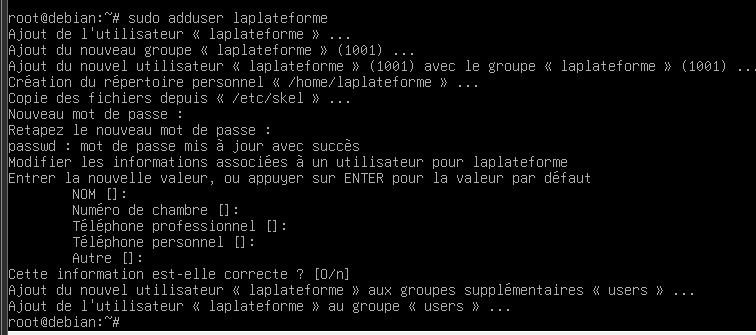 root@debian:~# sudo adduser laplateforme
Ajout de l'utilisateur « laplateforme » ...
Ajout du nouveau groupe « laplateforme » (1001) ...
Ajout du nouvel utilisateur « laplateforme » (1001) avec le groupe « laplateforme » (1001) ...
Création du répertoire personnel « /home/laplateforme » ...
Copie des fichiers depuis « /etc/skel » ...
Nouveau mot de passe :
Retapez le nouveau mot de passe :
passwd : mot de passe mis à jour avec succès
Modifier les informations associées à un utilisateur pour laplateforme
Entrer la nouvelle valeur, ou appuyer sur ENTER pour la valeur par défaut
NOM []:
Numéro de chambre []:
Téléphone professionnel []:
Téléphone personnel []:
Autre []:
Cette information est-elle correcte ? [O/n]
Ajout du nouvel utilisateur « laplateforme » aux groupes supplémentaires « users » ...
Ajout de l'utilisateur « laplateforme » au groupe « users » ...
root@debian:~#